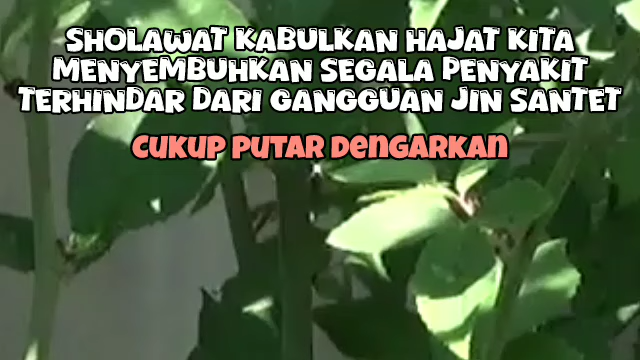 SHOLAWAT KABULKAN HAJAT KITA
MENYEMBUHKAN SEGALA PENYAKIT
TERHINDAR DARI GANGGUAN JIN SANTET
CUKUP PUTAR DENGARKAN